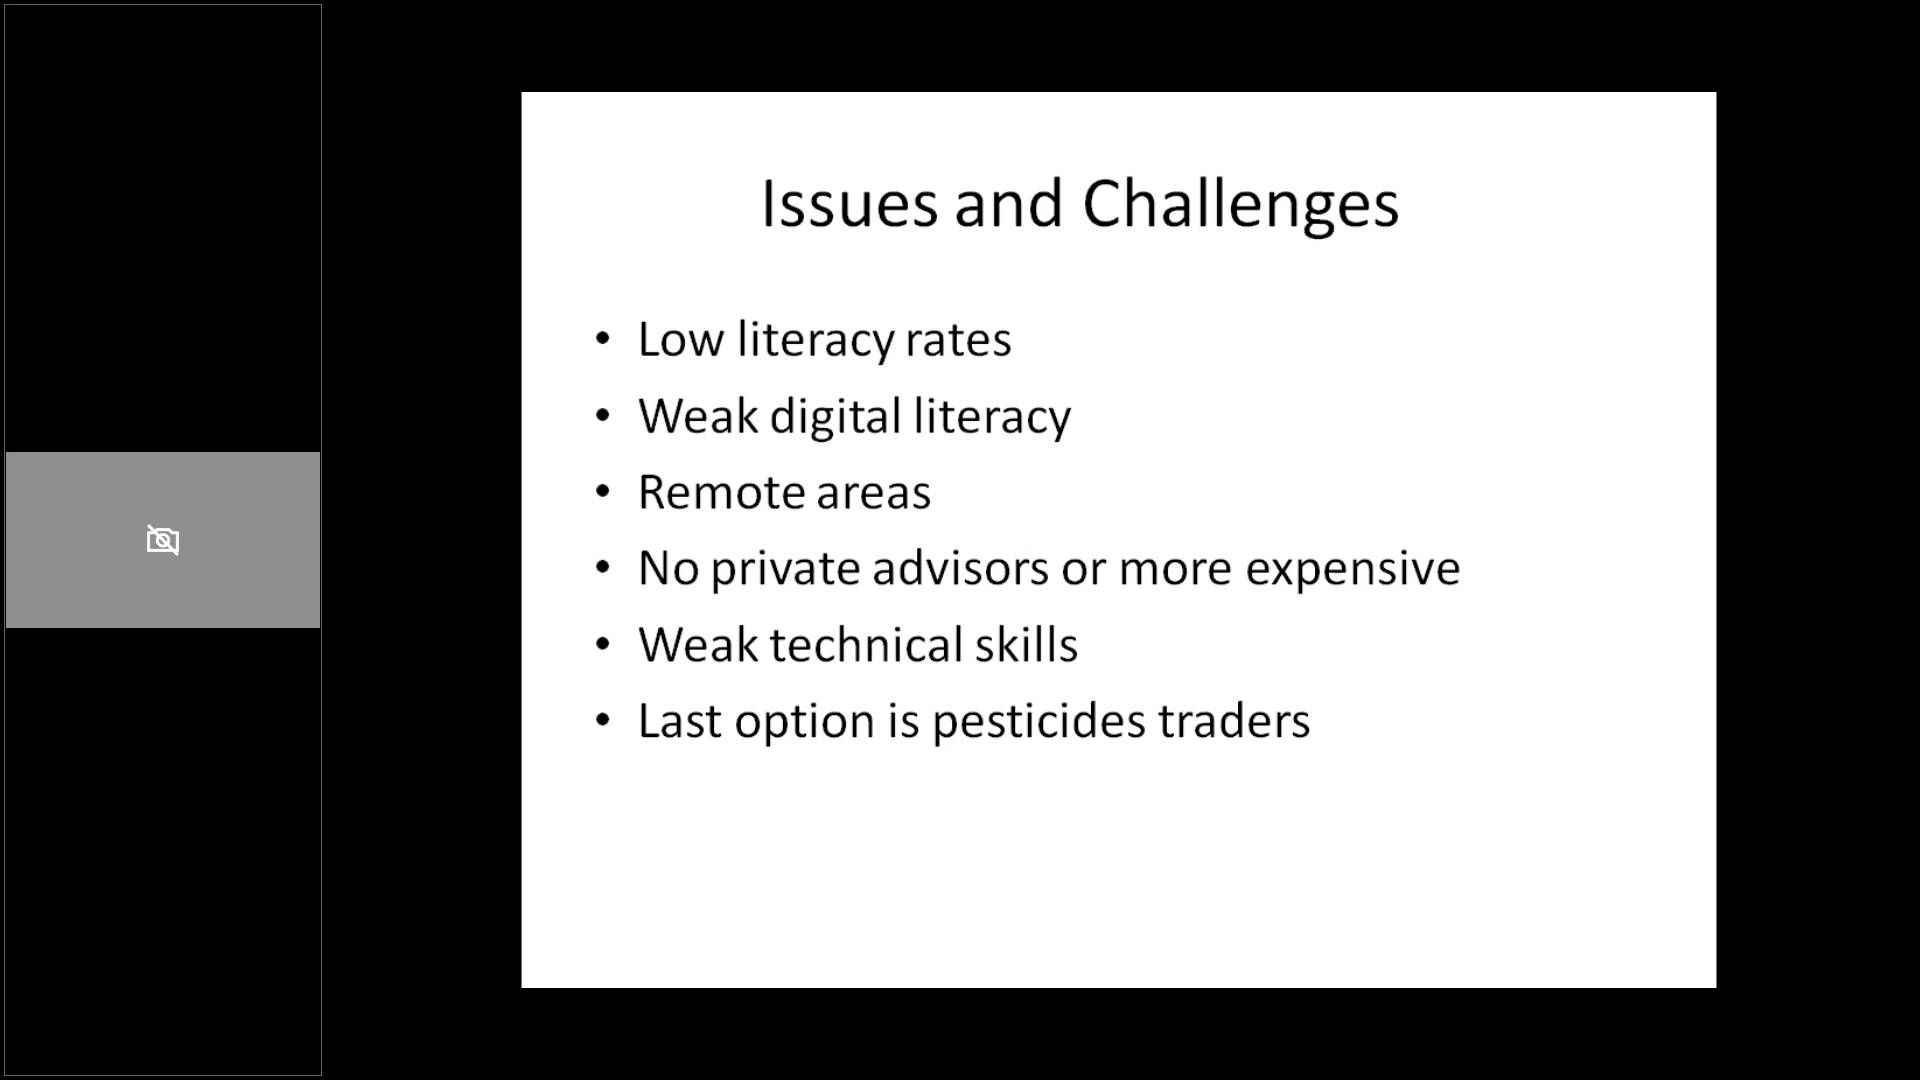 Issues and Challenges
• Low literacy rates
• Weak digital literacy
• Remote areas
• No private advisors or more expensive
• Weak technical skills
• Last option is pesticides traders